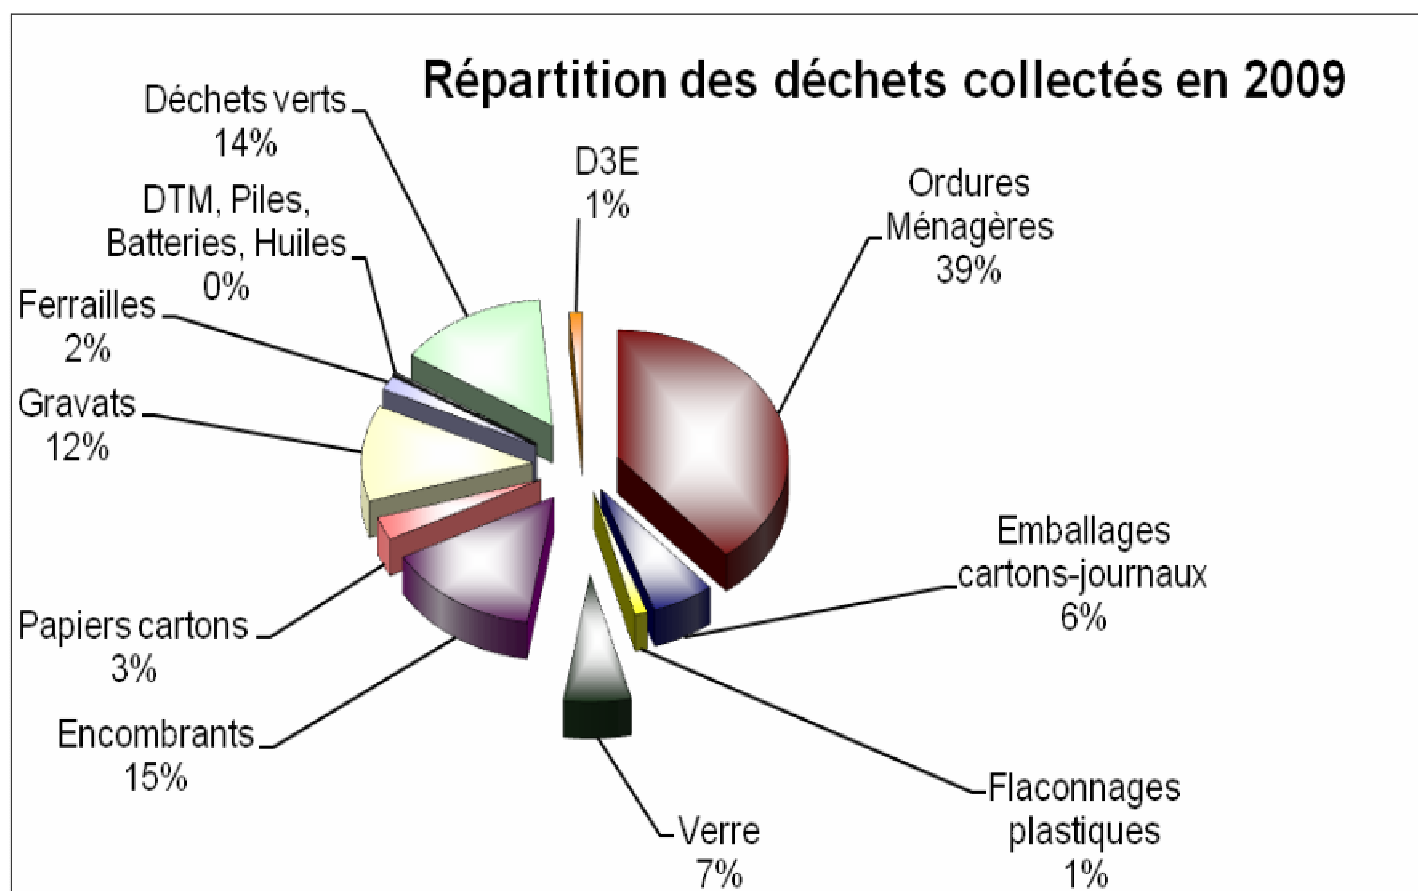 Répartition des déchets collectés en 2009
Déchets verts
14%
D3E
1%
Ordures
Ménagères
39%
DTM, Piles,
Batteries, Huiles
0%
Ferrailles
2%
Gravats
12%
Emballages
cartons-journaux
6%
Papiers cartons
3%
Encombrants
15%
Flaconnages
plastiques
1%
Verre
7%